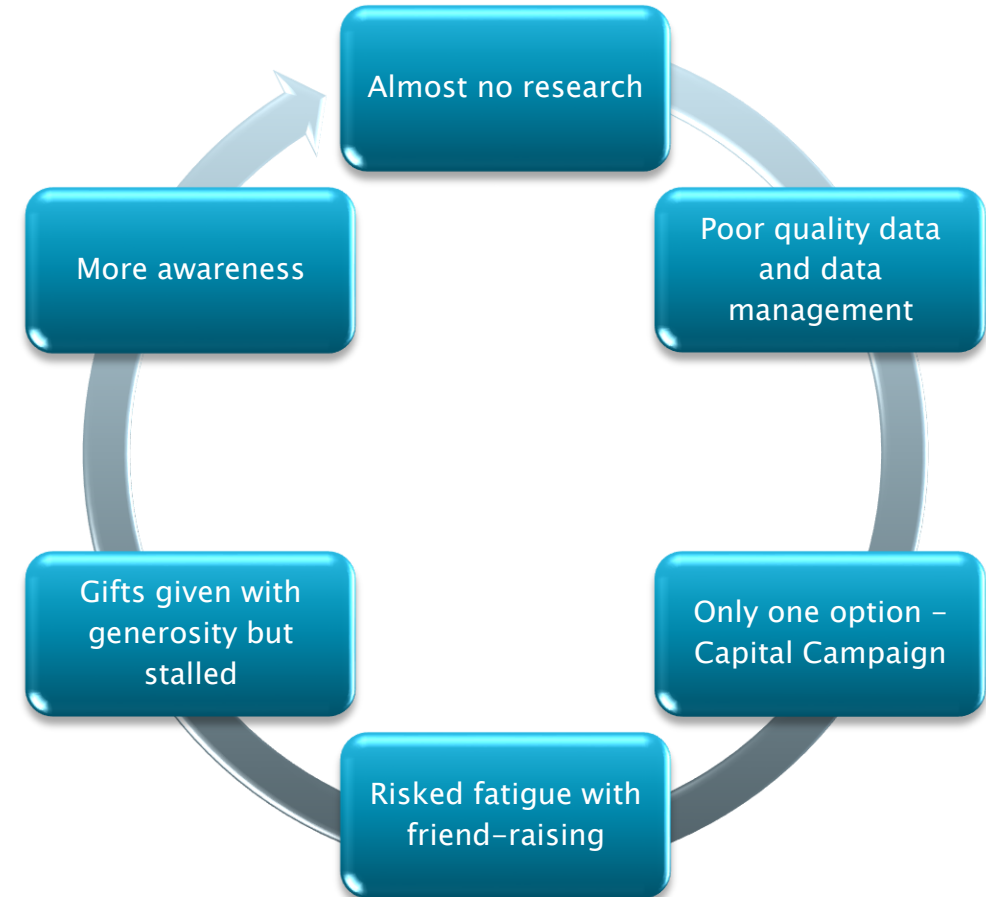 Almost no research
Poor quality data
and data
management
Only one option –
Capital Campaign
Risked fatigue with
friend-raising
Gifts given with
generosity but
stalled
More awareness